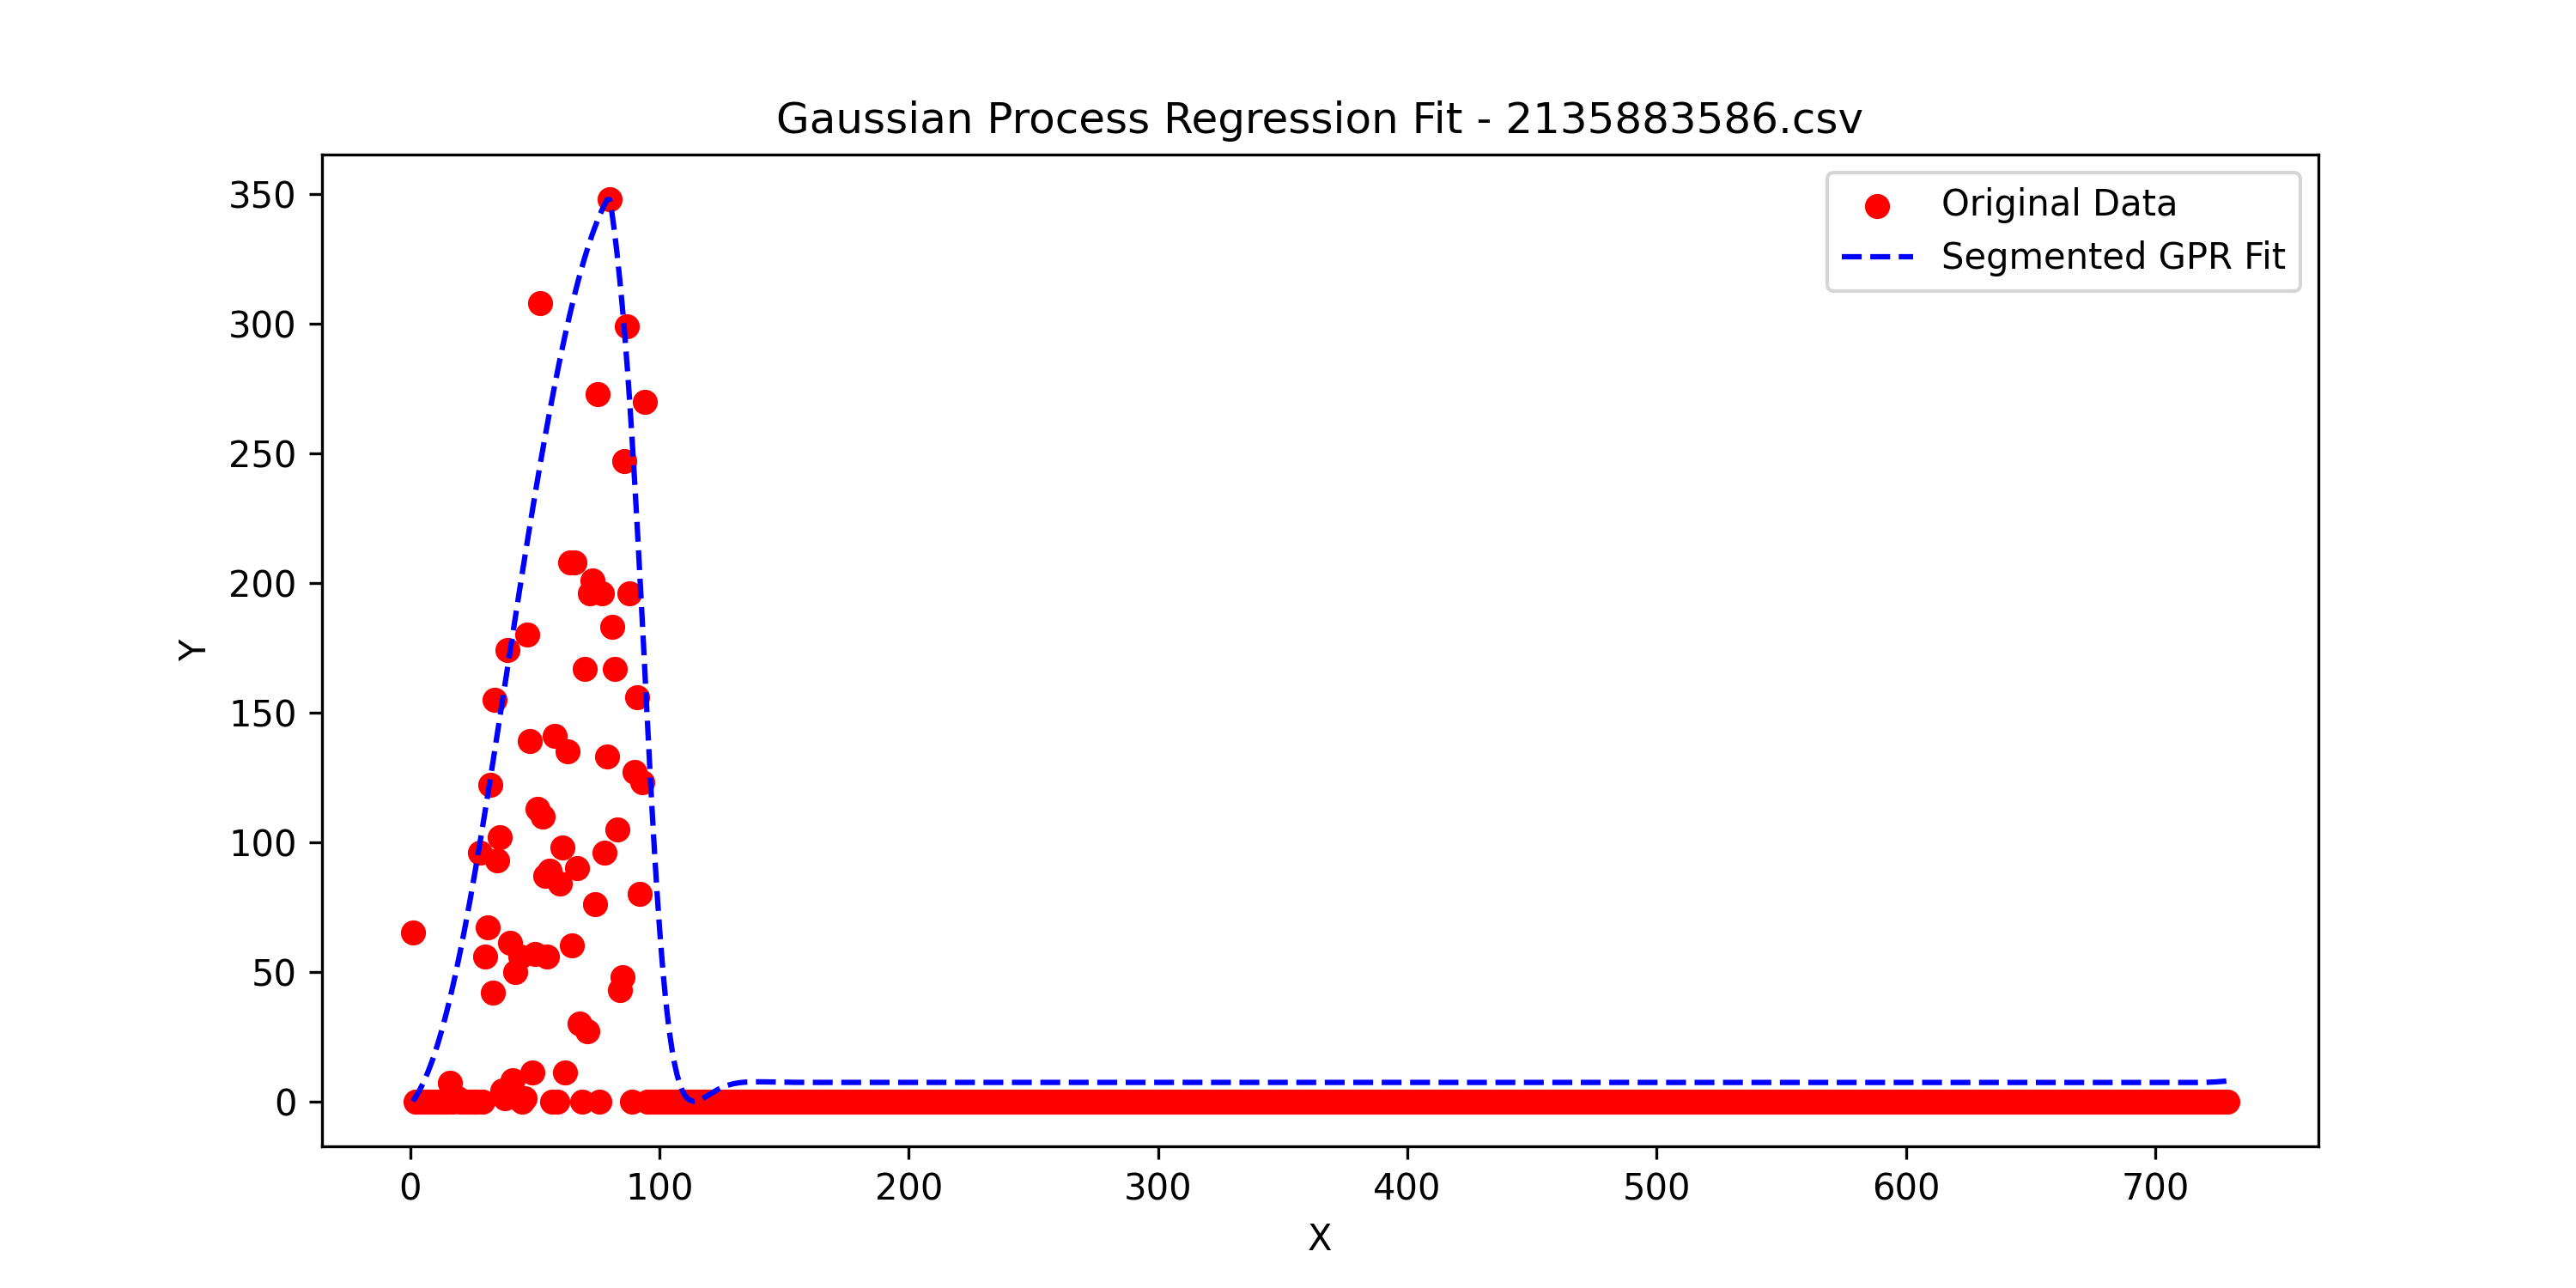 Gaussian Process Regression Fit - 2135883586.csv
Original Data
Segmented GPR Fit
350
300
250
200
150
100
50
0
Y
0 100 200 300 400 500 600 700
X